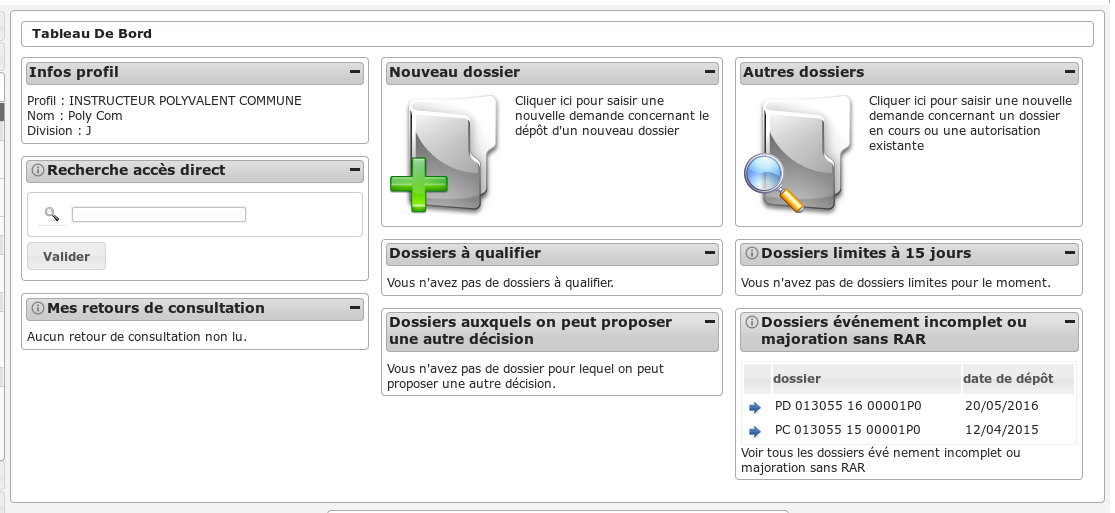 Tableau De Bord
Infos profil
Profil : INSTRUCTEUR POLYVALENT COMMUNE
Nom : Poly Com
Division : J
Recherche accès direct
Valider
Mes retours de consultation
Aucun retour de consultation non lu.
Nouveau dossier
Cliquer ici pour saisir une
nouvelle demande concernant le
dépôt d'un nouveau dossier
Dossiers à qualifier
Vous n'avez pas de dossiers à qualifier.
Dossiers auxquels on peut proposer
une autre décision
Vous n'avez pas de dossier pour lequel on peut
proposer une autre décision.
Autres dossiers
Cliquer ici pour saisir une nouvelle
demande concernant un dossier
en cours ou une autorisation
existante
Dossiers limites à 15 jours
Vous n'avez pas de dossiers limites pour le moment.
Dossiers événement incomplet ou
majoration sans RAR
dossier date de dépôt
PD 013055 16 00001P0 20/05/2016
PC 013055 15 00001P0 12/04/2015
Voir tous les dossiers évé nement incomplet ou
majoration sans RAR